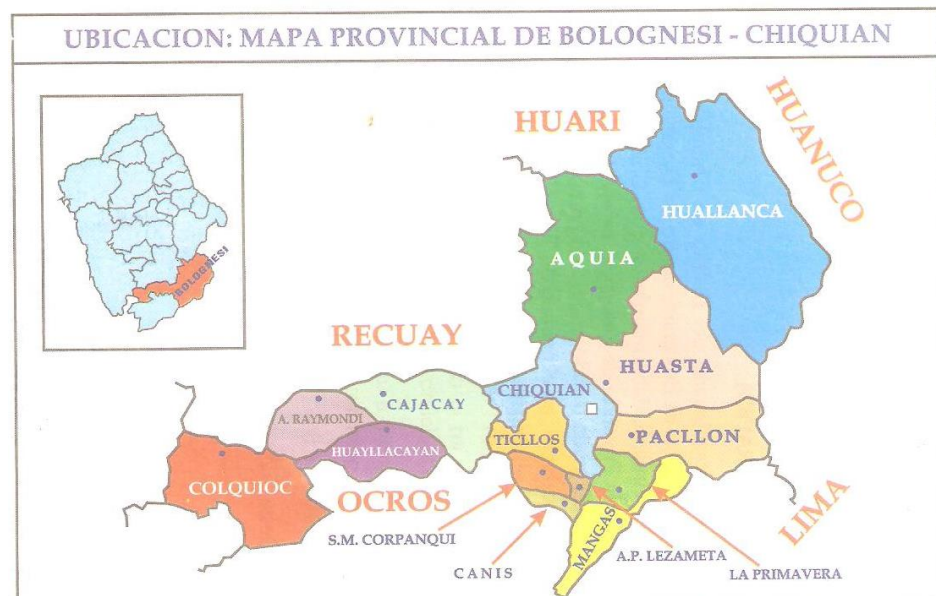 UBICACION: MAPA PROVINCIAL DE BOLOGNESI - CHIQUIAN
BOLOGNESI
HUARI
HUANUCO
HUALLANCA
AQUIA
RECUAY
HUASTA
CHIQUIAN
CAJACAY
A. RAYMONDI
TICLLOS
PACLLON
HUAYLLACAYAN
COLQUIOC
OCROS
LIMA
S.M. CORPANQUI
MANGAS
A.P. LEZAMETA
CANIS
LA PRIMAVERA